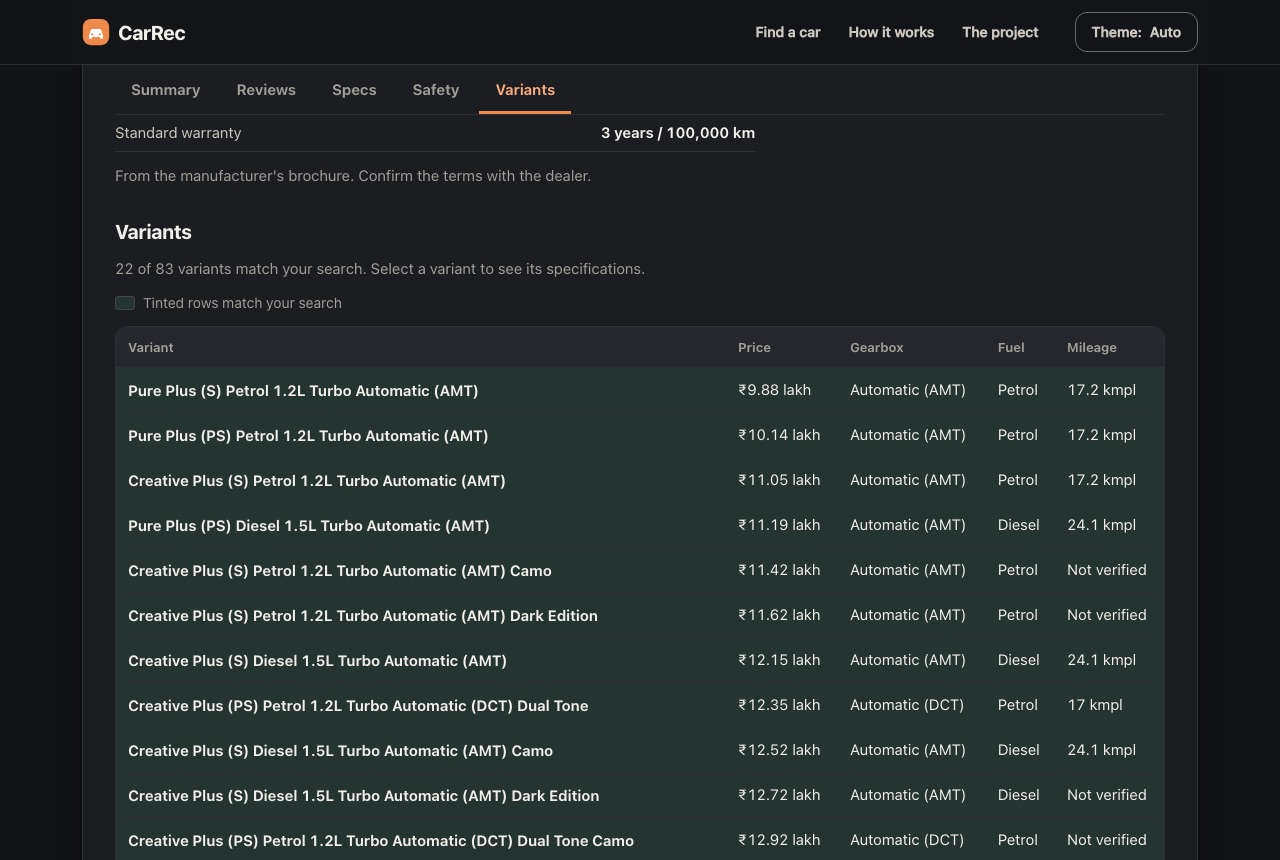 CarRec
Find a car How it works The project Theme: Auto
Summary Reviews Specs Safety Variants
Standard warranty 3 years / 100,000 km
From the manufacturer's brochure. Confirm the terms with the dealer.
Variants
22 of 83 variants match your search. Select a variant to see its specifications.
Tinted rows match your search
Variant Price Gearbox Fuel Mileage
Pure Plus (S) Petrol 1.2L Turbo Automatic (AMT) ₹9.88 lakh Automatic (AMT) Petrol 17.2 kmpl
Pure Plus (PS) Petrol 1.2L Turbo Automatic (AMT) ₹10.14 lakh Automatic (AMT) Petrol 17.2 kmpl
Creative Plus (S) Petrol 1.2L Turbo Automatic (AMT) ₹11.05 lakh Automatic (AMT) Petrol 17.2 kmpl
Pure Plus (PS) Diesel 1.5L Turbo Automatic (AMT) ₹11.19 lakh Automatic (AMT) Diesel 24.1 kmpl
Creative Plus (S) Petrol 1.2L Turbo Automatic (AMT) Camo ₹11.42 lakh Automatic (AMT) Petrol Not verified
Creative Plus (S) Petrol 1.2L Turbo Automatic (AMT) Dark Edition ₹11.62 lakh Automatic (AMT) Petrol Not verified
Creative Plus (S) Diesel 1.5L Turbo Automatic (AMT) ₹12.15 lakh Automatic (AMT) Diesel 24.1 kmpl
Creative Plus (PS) Petrol 1.2L Turbo Automatic (DCT) Dual Tone ₹12.35 lakh Automatic (DCT) Petrol 17 kmpl
Creative Plus (S) Diesel 1.5L Turbo Automatic (AMT) Camo ₹12.52 lakh Automatic (AMT) Diesel 24.1 kmpl
Creative Plus (S) Diesel 1.5L Turbo Automatic (AMT) Dark Edition ₹12.72 lakh Automatic (AMT) Diesel Not verified
Creative Plus (PS) Petrol 1.2L Turbo Automatic (DCT) Dual Tone Camo ₹12.92 lakh Automatic (DCT) Petrol Not verified